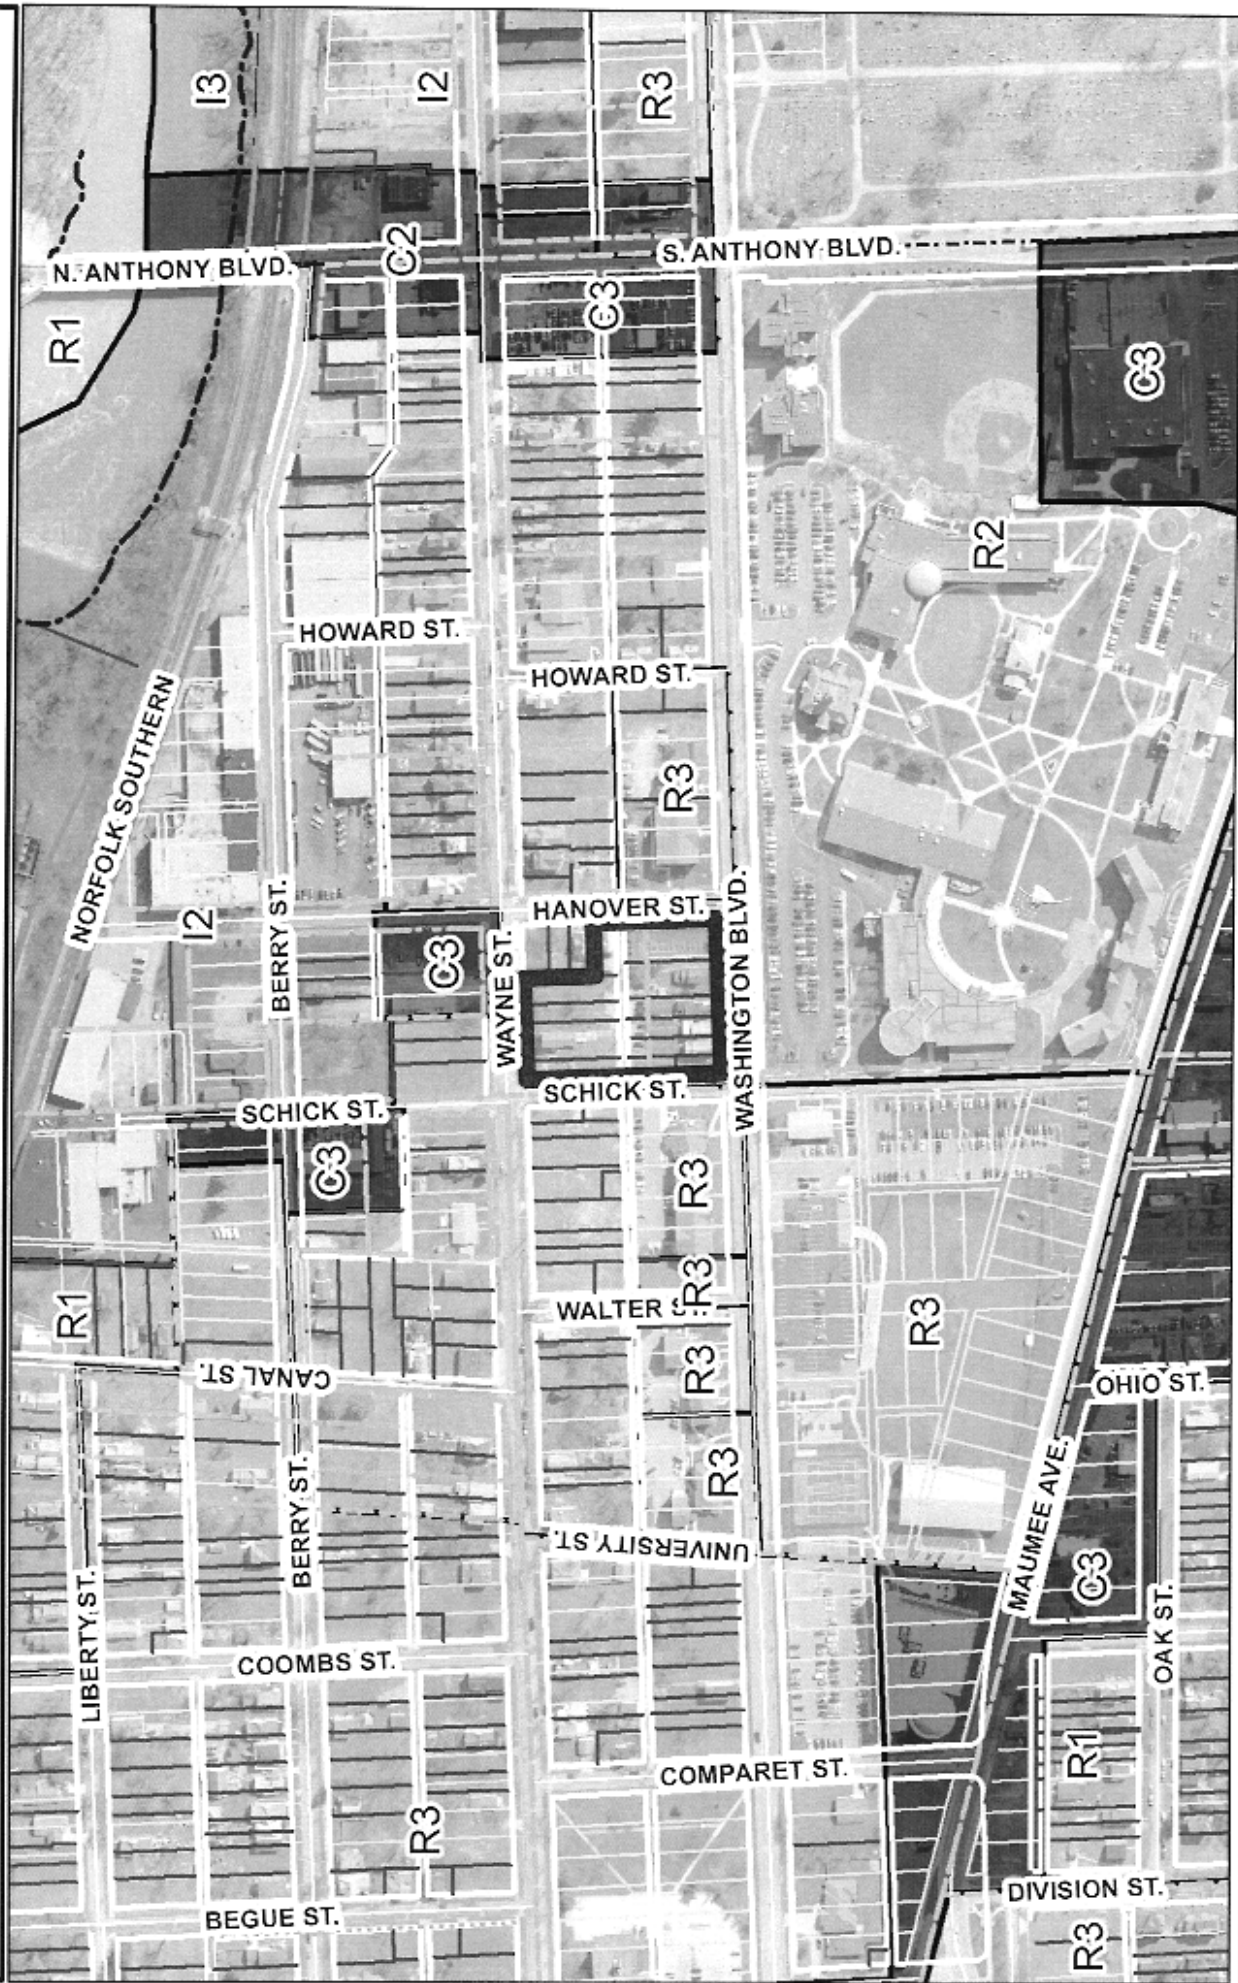 I3
I2
R3
N. ANTHONY BLVD.
C2
S. ANTHONY BLVD.
R1
C3
C3
R2
HOWARD ST.
HOWARD ST.
NORFOLK SOUTHERN
R3
I2
BERRY ST.
C3
WAYNE ST.
HANOVER ST.
WASHINGTON BLVD.
SCHICK ST.
SCHICK ST.
C3
R3
R1
R3
WALTER S
R3
R3
CANAL ST.
OHIO ST.
R3
BERRY ST.
UNIVERSITY ST.
MAUMEE AVE.
C3
LIBERTY ST.
COOMBS ST.
OAK ST.
R3
COMPARET ST.
R1
BEGUE ST.
DIVISION ST.
R3